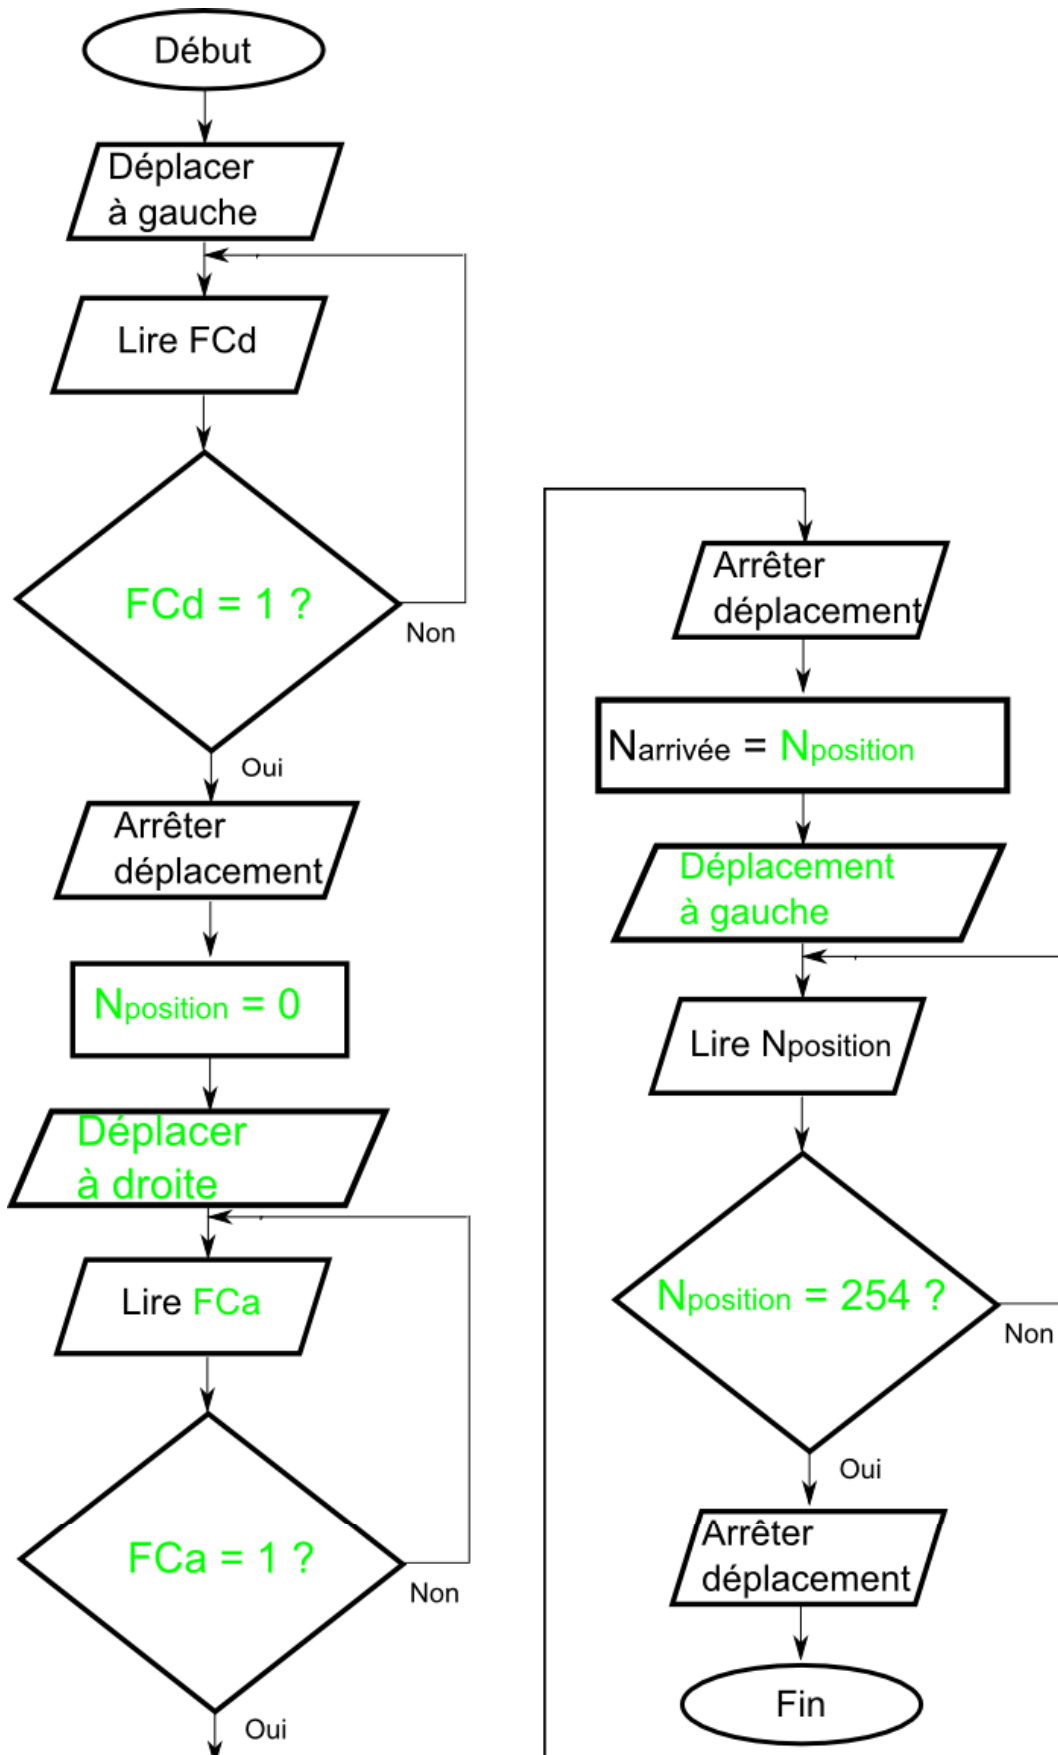 Début
Déplacer
à gauche
Lire FCd
FCd = 1 ?
Non
Oui
Arrêter
déplacement
Nposition = 0
Déplacer
à droite
Lire FCa
FCa = 1 ?
Non
Oui
Arrêter
déplacement
Narrivée = Nposition
Déplacement
à gauche
Lire Nposition
Nposition = 254 ?
Non
Oui
Arrêter
déplacement
Fin